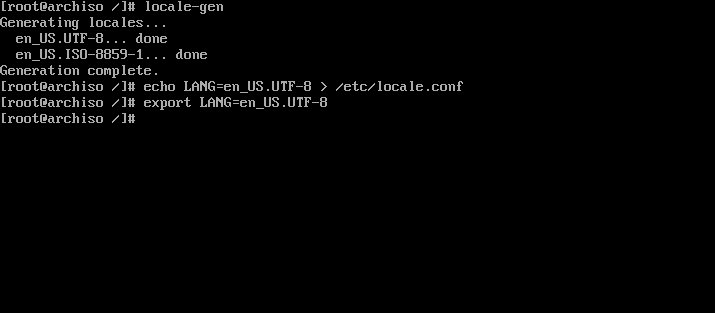 [root@archiso /]# locale-gen
Generating locales...
  en_US.UTF-8... done
  en_US.ISO-8859-1... done
Generation complete.
[root@archiso /]# echo LANG=en_US.UTF-8 > /etc/locale.conf
[root@archiso /]# export LANG=en_US.UTF-8
[root@archiso /]#